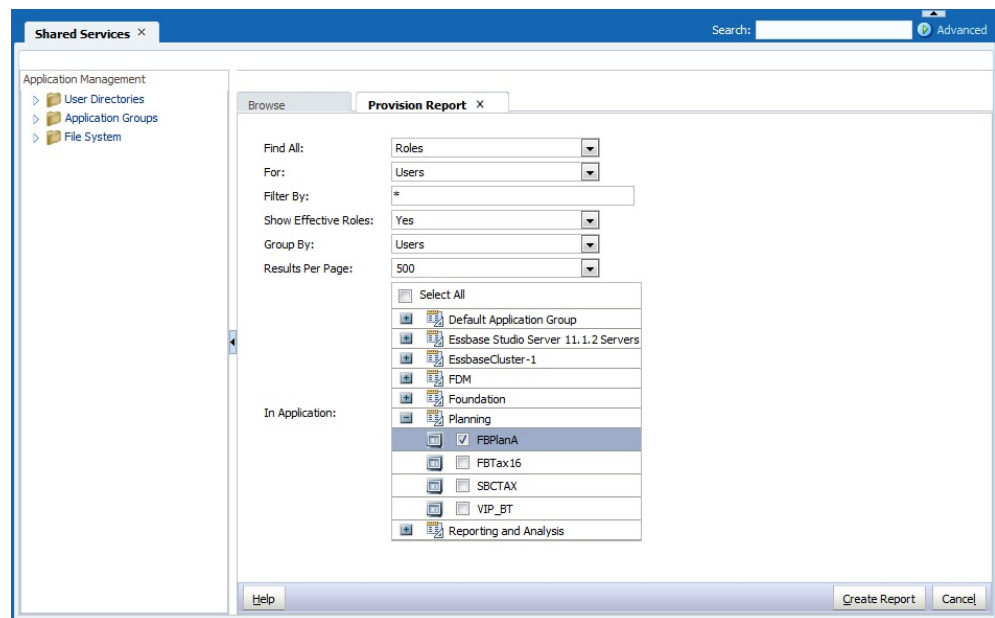 Shared Services ×
Search:
Advanced
Application Management
User Directories
Application Groups
File System
Browse
Provision Report X
Find All: Roles
For: Users
Filter By: *
Show Effective Roles: Yes
Group By: Users
Results Per Page: 500
In Application:
Select All
Default Application Group
Essbase Studio Server 11.1.2 Servers
EssbaseCluster-1
FDM
Foundation
Planning
FBPlanA
FBTax16
SBCTAX
VIP_BT
Reporting and Analysis
Help
Create Report
Cancel